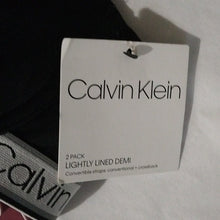 Calvin Klein
2 PACK
LIGHTLY LINED DEMI
Convertible straps, conventional + crossback
Calvin